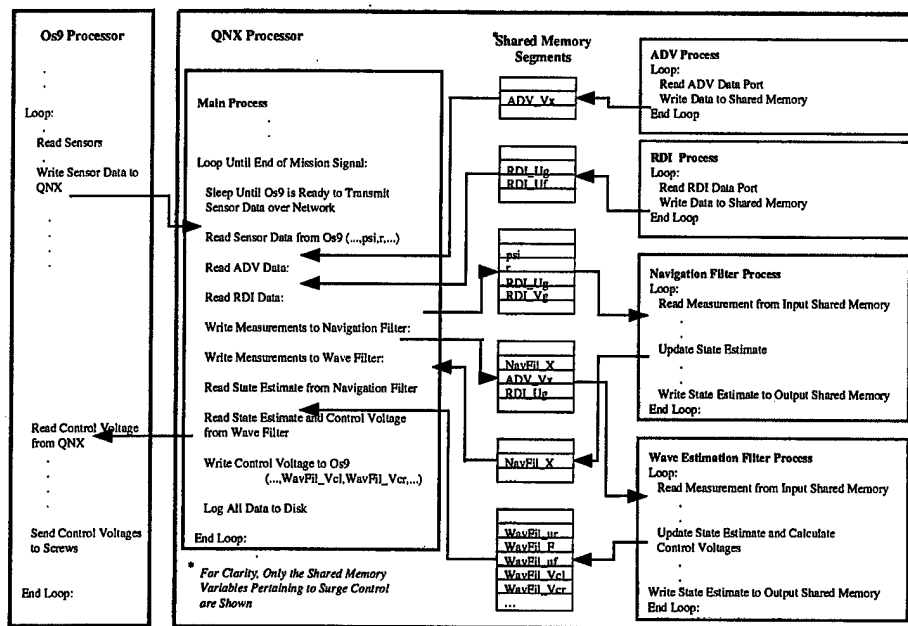 Os9 Processor
.
.
.
Loop:
.
Read Sensors
.
Write Sensor Data to
QNX
.
.
.
.
.
Read Control Voltage
from QNX
.
.
.
.
.
Send Control Voltages
to Screws
.
.
End Loop:
QNX Processor
Main Process
.
.
.
Loop Until End of Mission Signal:
Sleep Until Os9 is Ready to Transmit
Sensor Data over Network
Read Sensor Data from Os9 (...,psi,r,...)
Read ADV Data:
Read RDI Data:
Write Measurements to Navigation Filter:
Write Measurements to Wave Filter:
Read State Estimate from Navigation Filter
Read State Estimate and Control Voltage
from Wave Filter
Write Control Voltage to Os9
(...,WavFil_Vcl,WavFil_Vcr,...)
Log All Data to Disk
End Loop:
* For Clarity, Only the Shared Memory
Variables Pertaining to Surge Control
are Shown
*Shared Memory
Segments
ADV_Vx
RDI_Ug
RDI_Uf
psi
r
RDI_Ug
RDI_Vg
NavFil_X
ADV_Vx
RDI_Ug
NavFil_X
...
WavFil_ur
WavFil_F
WavFil_uf
WavFil_Vcl
WavFil_Vcr
...
ADV Process
Loop:
Read ADV Data Port
Write Data to Shared Memory
End Loop
RDI Process
Loop:
Read RDI Data Port
Write Data to Shared Memory
End Loop
Navigation Filter Process
Loop:
Read Measurement from Input Shared Memory
.
.
Update State Estimate
.
.
Write State Estimate to Output Shared Memory
End Loop:
Wave Estimation Filter Process
Loop:
Read Measurement from Input Shared Memory
.
.
Update State Estimate and Calculate
Control Voltages
.
.
.
Write State Estimate to Output Shared Memory
End Loop: